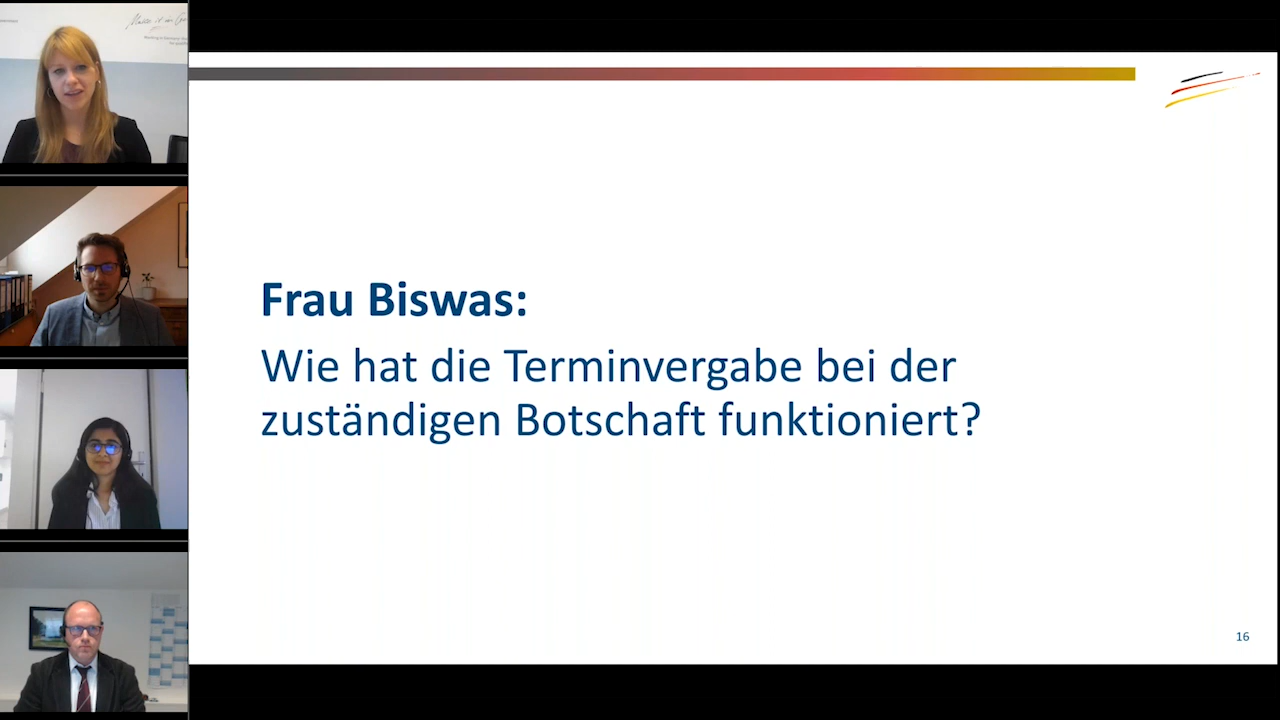 Frau Biswas:
Wie hat die Terminvergabe bei der
zuständigen Botschaft funktioniert?
16